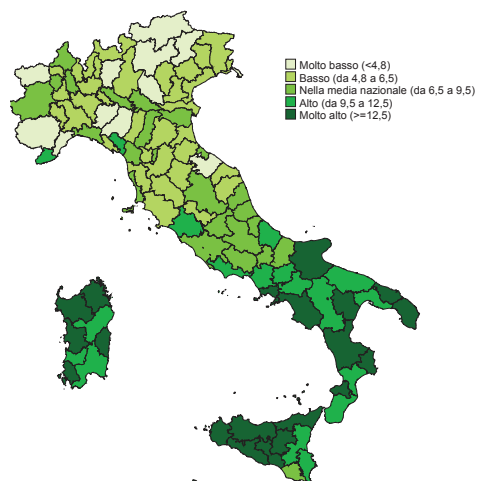 Molto basso (<4,8)
Basso (da 4,8 a 6,5)
Nella media nazionale (da 6,5 a 9,5)
Alto (da 9,5 a 12,5)
Molto alto (>=12,5)